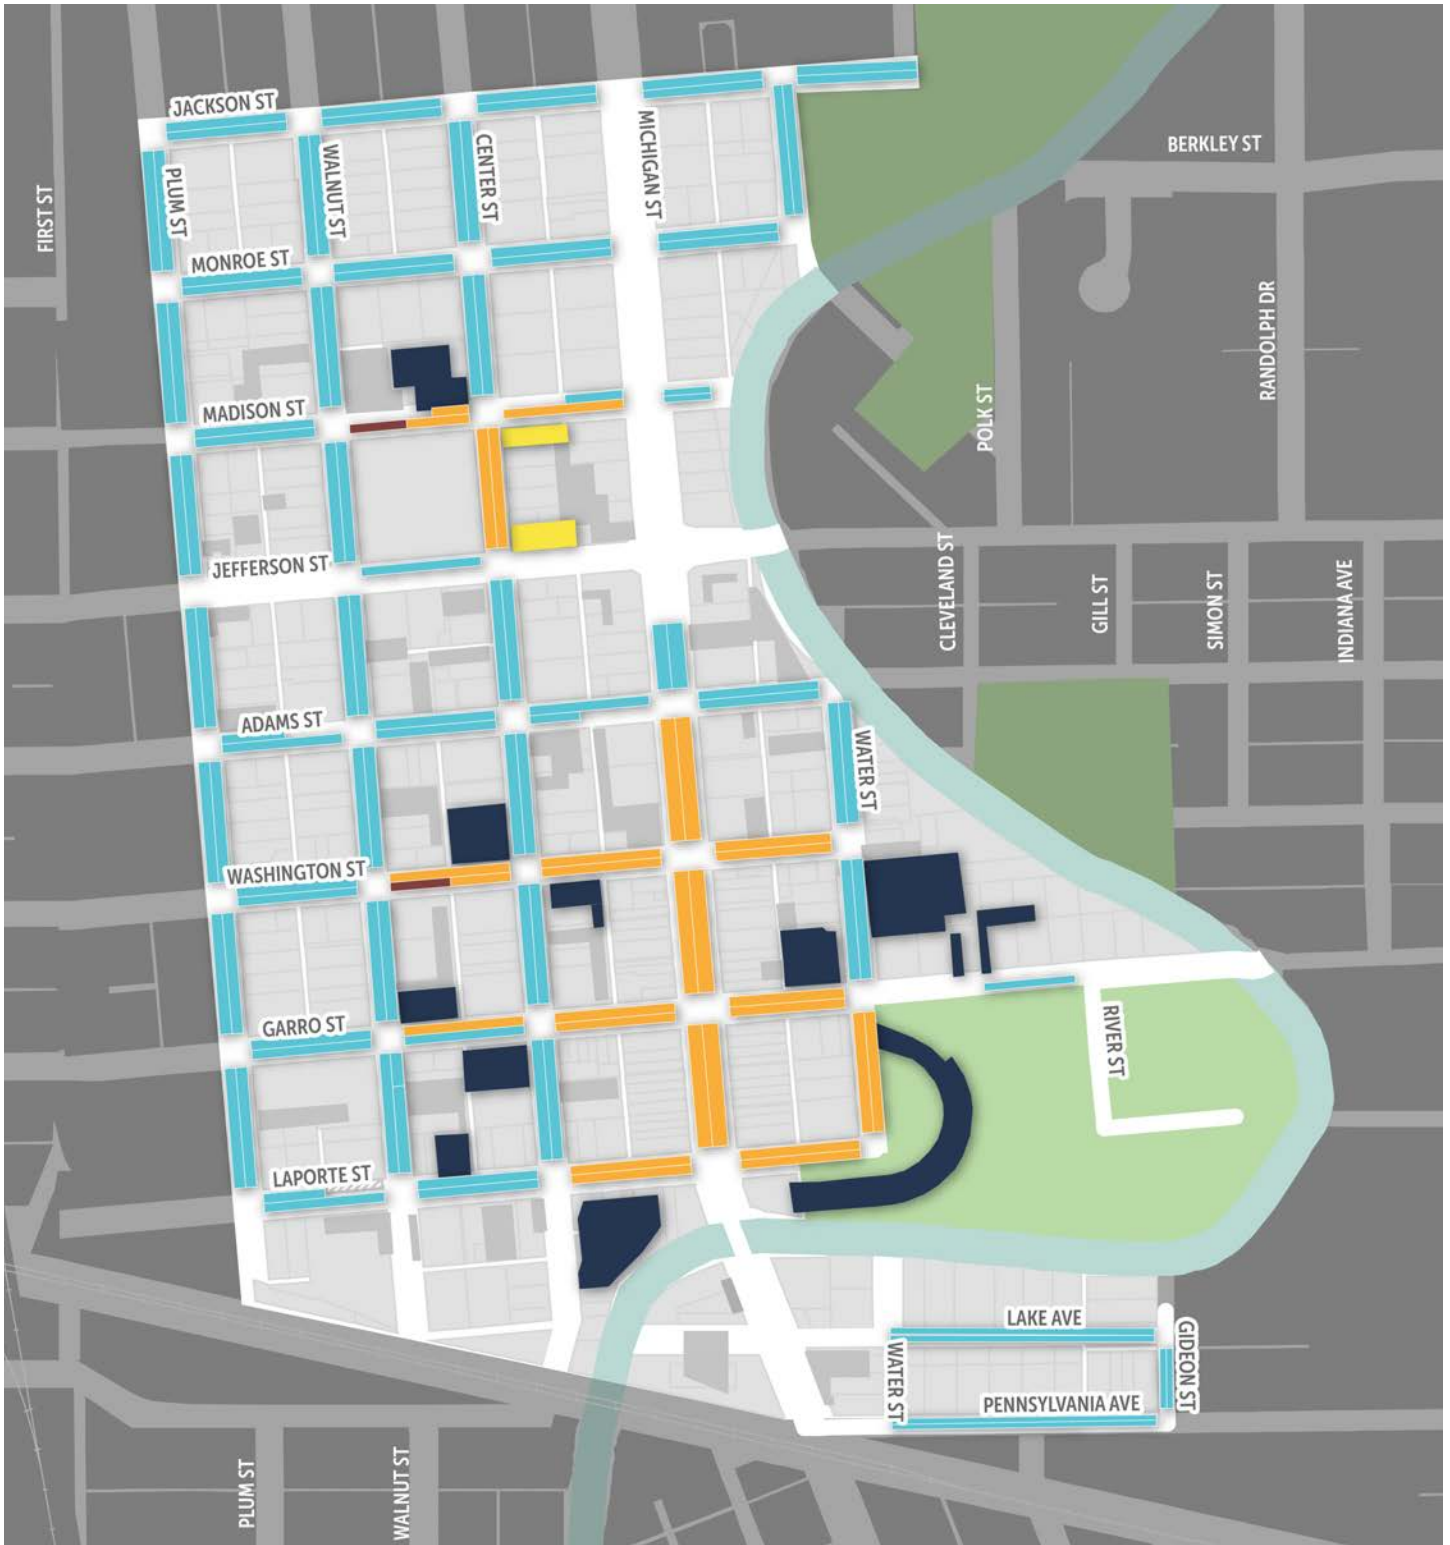 JACKSON ST
MICHIGAN ST
BERKLEY ST
CENTER ST
WALNUT ST
PLUM ST
FIRST ST
MONROE ST
RANDOLPH DR
MADISON ST
POLK ST
JEFFERSON ST
CLEVELAND ST
GILL ST
SIMON ST
INDIANA AVE
ADAMS ST
WATER ST
WASHINGTON ST
GARRO ST
RIVER ST
LAPORTE ST
LAKE AVE
GIDEON ST
WATER ST
PENNSYLVANIA AVE
PLUM ST
WALNUT ST